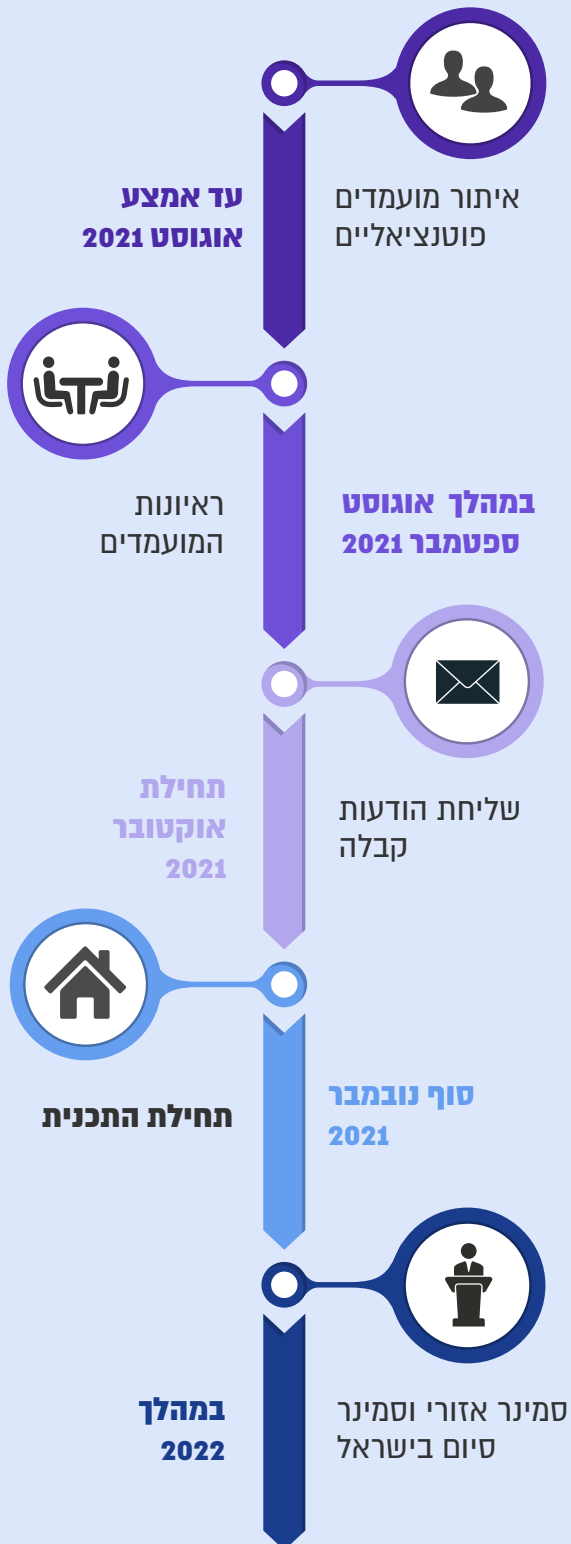 איתור מועמדים
פוטנציאליים
עד אמצע
אוגוסט 2021
במהלך אוגוסט
ספטמבר 2021
ראיונות
המועמדים
שליחת הודעות
קבלה
תחילת
אוקטובר
2021
סוף נובמבר
2021
תחילת התכנית
סמינר אזורי וסמינר
סיום בישראל
במהלך
2022